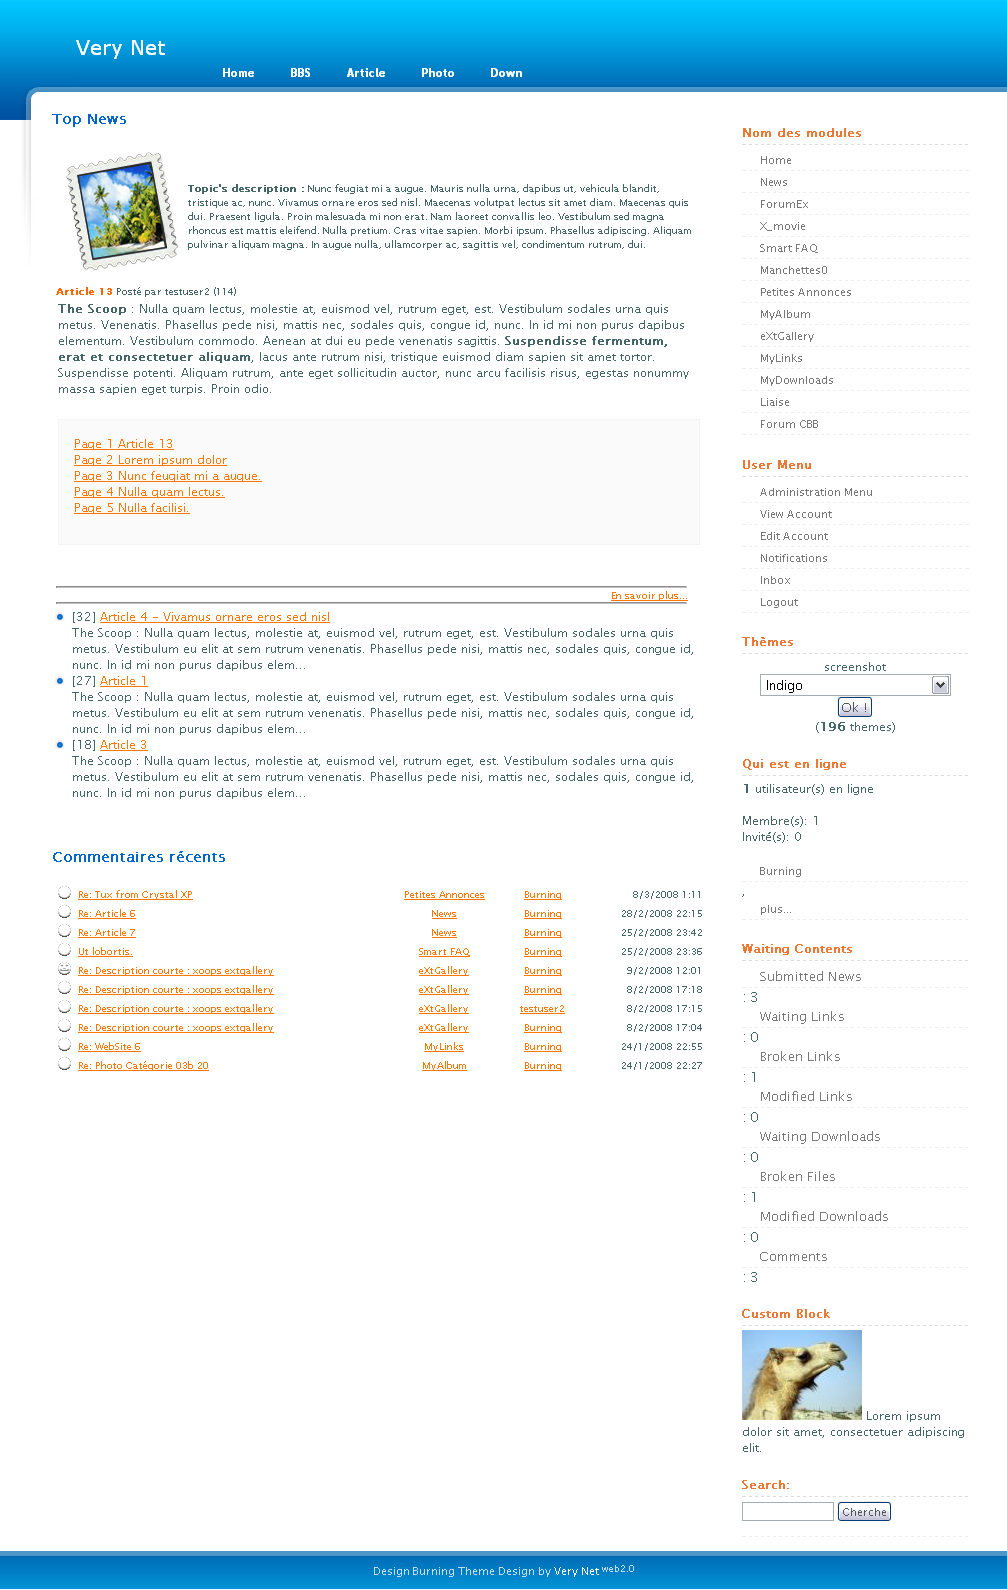 Very Net
Home BBS Article Photo Down
Top News
Topic's description : Nunc feugiat mi a augue. Mauris nulla urna, dapibus ut, vehicula blandit,
tristique ac, nunc. Vivamus ornare eros sed nisl. Maecenas volutpat lectus sit amet diam. Maecenas quis
dui. Praesent ligula. Proin malesuada mi non erat. Nam laoreet convallis leo. Vestibulum sed magna
rhoncus est mattis eleifend. Nulla pretium. Cras vitae sapien. Morbi ipsum. Phasellus adipiscing. Aliquam
pulvinar aliquam magna. In augue nulla, ullamcorper ac, sagittis vel, condimentum rutrum, dui.
Article 13 Posté par testuser2 (114)
The Scoop : Nulla quam lectus, molestie at, euismod vel, rutrum eget, est. Vestibulum sodales urna quis
metus. Venenatis. Phasellus pede nisi, mattis nec, sodales quis, congue id, nunc. In id mi non purus dapibus
elementum. Vestibulum commodo. Aenean at dui eu pede venenatis sagittis. Suspendisse fermentum,
erat et consectetuer aliquam, lacus ante rutrum nisi, tristique euismod diam sapien sit amet tortor.
Suspendisse potenti. Aliquam rutrum, ante eget sollicitudin auctor, nunc arcu facilisis risus, egestas nonummy
massa sapien eget turpis. Proin odio.
Page 1 Article 13
Page 2 Lorem ipsum dolor
Page 3 Nunc feugiat mi a augue.
Page 4 Nulla quam lectus.
Page 5 Nulla facilisi.
En savoir plus...
[32] Article 4 - Vivamus ornare eros sed nisl
The Scoop : Nulla quam lectus, molestie at, euismod vel, rutrum eget, est. Vestibulum sodales urna quis
metus. Vestibulum eu elit at sem rutrum venenatis. Phasellus pede nisi, mattis nec, sodales quis, congue id,
nunc. In id mi non purus dapibus elem...
[27] Article 1
The Scoop : Nulla quam lectus, molestie at, euismod vel, rutrum eget, est. Vestibulum sodales urna quis
metus. Vestibulum eu elit at sem rutrum venenatis. Phasellus pede nisi, mattis nec, sodales quis, congue id,
nunc. In id mi non purus dapibus elem...
[18] Article 3
The Scoop : Nulla quam lectus, molestie at, euismod vel, rutrum eget, est. Vestibulum sodales urna quis
metus. Vestibulum eu elit at sem rutrum venenatis. Phasellus pede nisi, mattis nec, sodales quis, congue id,
nunc. In id mi non purus dapibus elem...
Commentaires récents
Re: Tux from Crystal XP Petites Annonces Burning 8/3/2008 1:11
Re: Article 6 News Burning 28/2/2008 22:15
Re: Article 7 News Burning 25/2/2008 23:42
Ut lobortis. Smart FAQ Burning 25/2/2008 23:36
Re: Description courte : xoops extgallery eXtGallery Burning 9/2/2008 12:01
Re: Description courte : xoops extgallery eXtGallery Burning 8/2/2008 17:18
Re: Description courte : xoops extgallery eXtGallery testuser2 8/2/2008 17:15
Re: Description courte : xoops extgallery eXtGallery Burning 8/2/2008 17:04
Re: WebSite 6 MyLinks Burning 24/1/2008 22:55
Re: Photo Catégorie 03b 20 MyAlbum Burning 24/1/2008 22:27
Nom des modules
Home
News
ForumEx
X_movie
Smart FAQ
Manchettes0
Petites Annonces
MyAlbum
eXtGallery
MyLinks
MyDownloads
Liaise
Forum CBB
User Menu
Administration Menu
View Account
Edit Account
Notifications
Inbox
Logout
Thèmes
screenshot
Indigo
Ok !
(196 themes)
Qui est en ligne
1 utilisateur(s) en ligne
Membre(s): 1
Invité(s): 0
Burning
,
plus...
Waiting Contents
Submitted News
: 3
Waiting Links
: 0
Broken Links
: 1
Modified Links
: 0
Waiting Downloads
: 0
Broken Files
: 1
Modified Downloads
: 0
Comments
: 3
Custom Block
Lorem ipsum
dolor sit amet, consectetuer adipiscing
elit.
Search:
Cherche
Design Burning Theme Design by Very Net web2.0